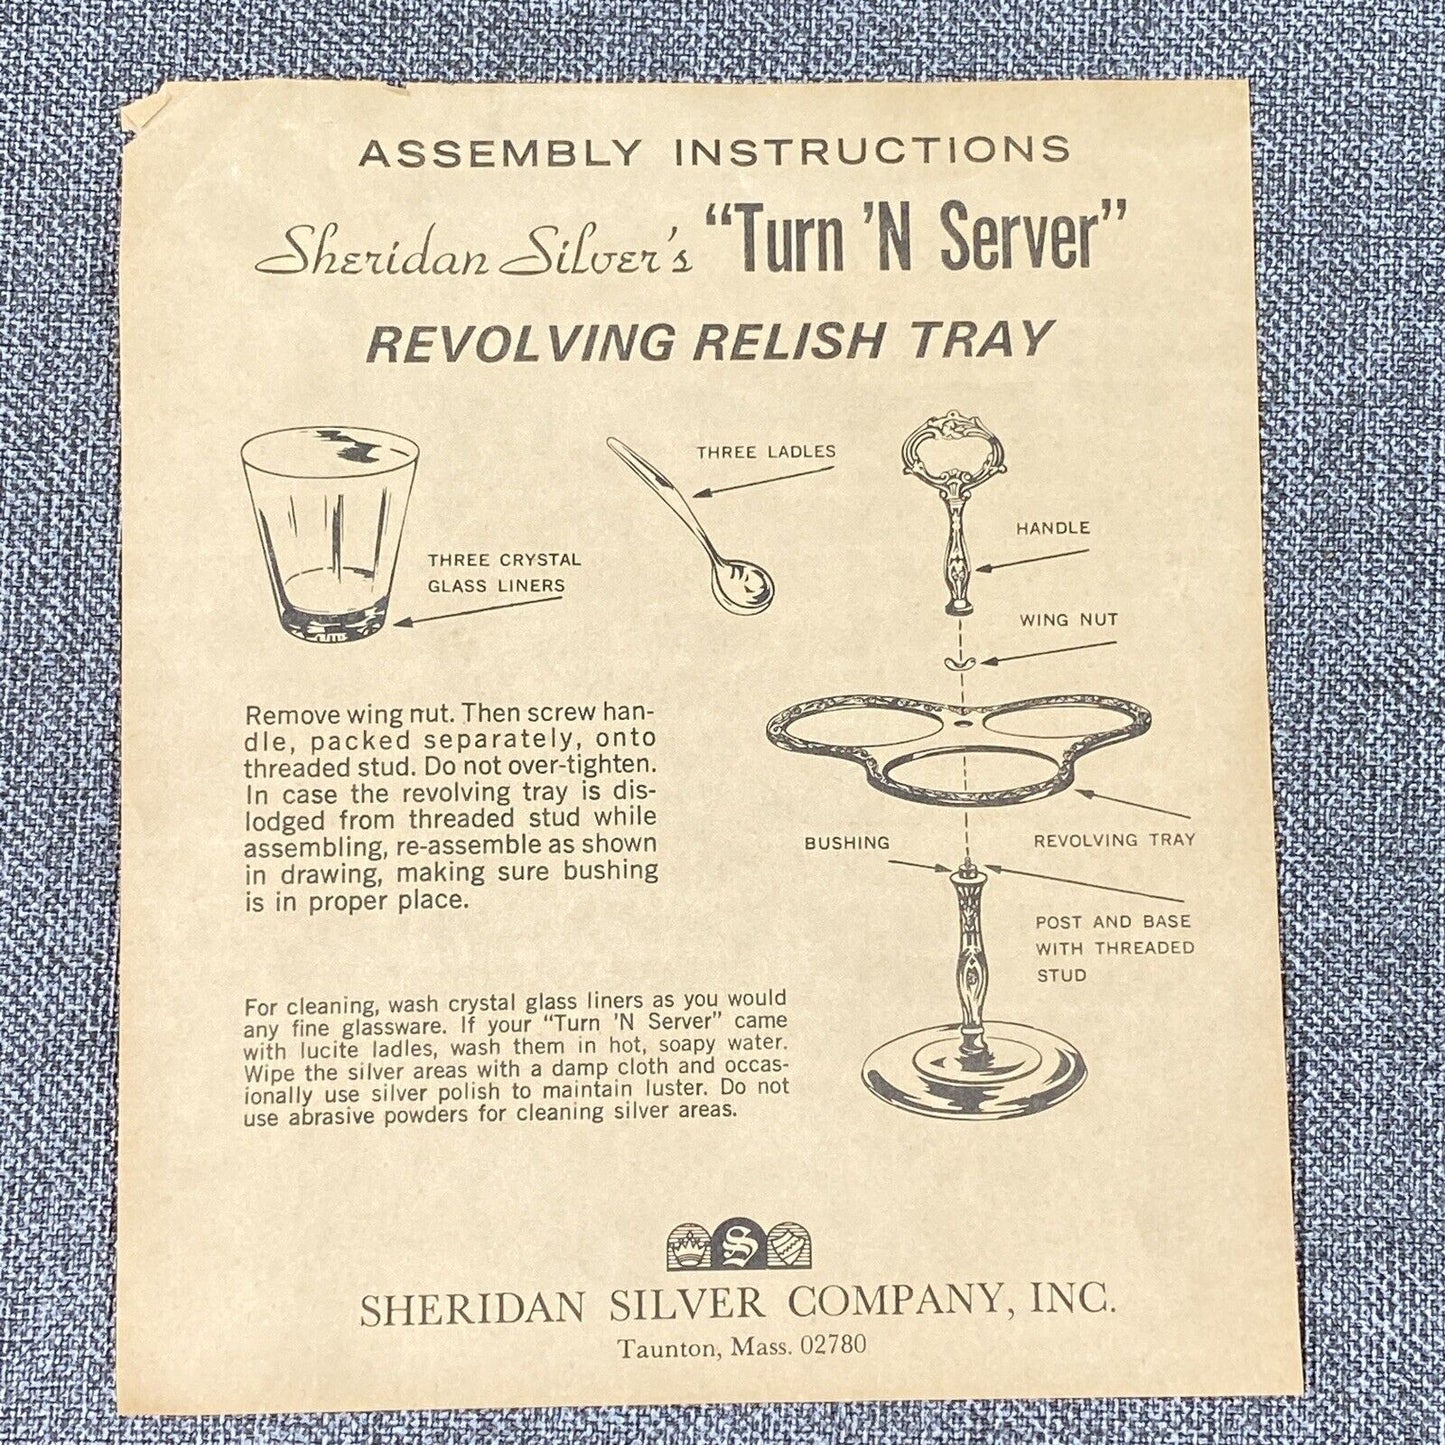 ASSEMBLY INSTRUCTIONS
Sheridan Silver's "Turn 'N Server"
REVOLVING RELISH TRAY
THREE LADLES
HANDLE
THREE CRYSTAL
GLASS LINERS
WING NUT
Remove wing nut. Then screw han-
dle, packed separately, onto
threaded stud. Do not over-tighten.
In case the revolving tray is dis-
lodged from threaded stud while
assembling, re-assemble as shown
in drawing, making sure bushing
is in proper place.
BUSHING
REVOLVING TRAY
POST AND BASE
WITH THREADED
STUD
For cleaning, wash crystal glass liners as you would
any fine glassware. If your "Turn 'N Server" came
with lucite ladles, wash them in hot, soapy water.
Wipe the silver areas with a damp cloth and occas-
ionally use silver polish to maintain luster. Do not
use abrasive powders for cleaning silver areas.
S
SHERIDAN SILVER COMPANY, INC.
Taunton, Mass. 02780